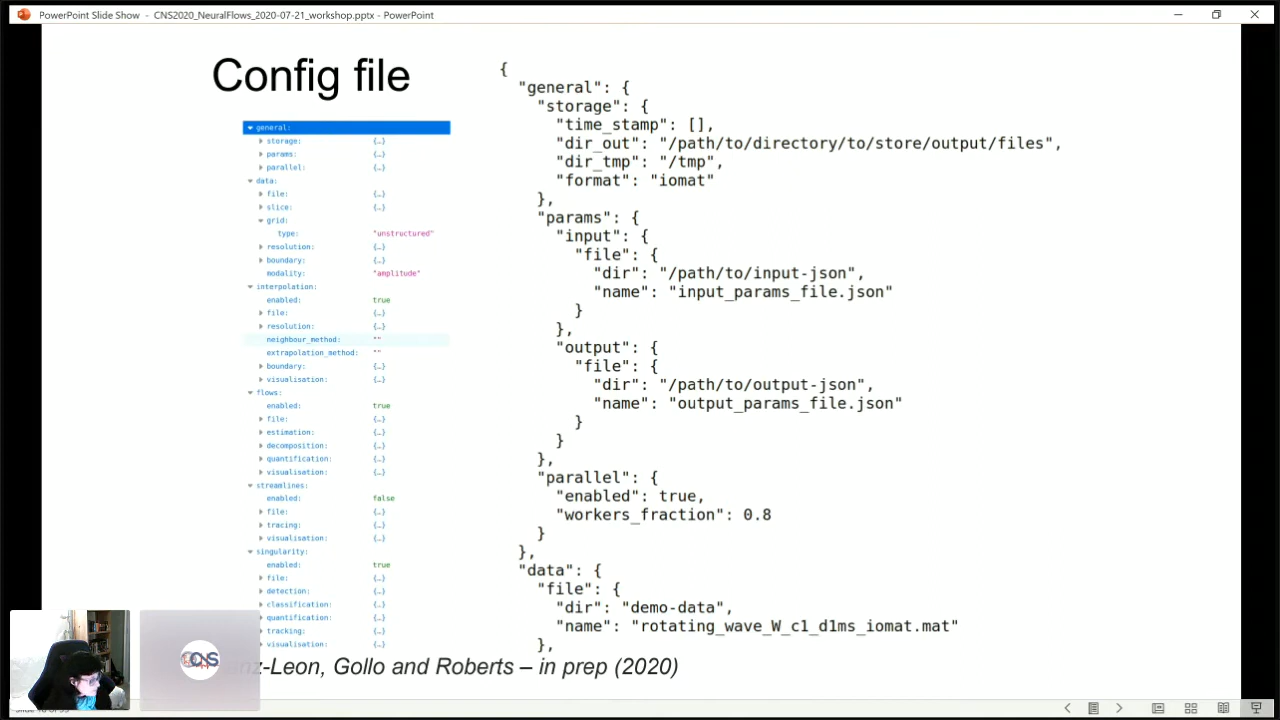 PowerPoint Slide Show - CNS2020_NeuralFlows_2020-07-21_workshop.pptx - PowerPoint
Config file
general:
storage: {…}
params: {…}
parallel: {…}
data:
file: {…}
slice: {…}
grid:
type: "unstructured"
resolution: {…}
boundary: {…}
modality: "amplitude"
interpolation:
enabled: true
file: {…}
resolution: {…}
neighbour_method: ""
extrapolation_method: ""
boundary: {…}
visualisation: {…}
flows:
enabled: true
file: {…}
estimation: {…}
decomposition: {…}
quantification: {…}
visualisation: {…}
streamlines:
enabled: false
file: {…}
tracing: {…}
visualisation: {…}
singularity:
enabled: true
file: {…}
detection: {…}
classification: {…}
quantification: {…}
tracking: {…}
visualisation: {…}
{
"general": {
"storage": {
"time_stamp": [],
"dir_out": "/path/to/directory/to/store/output/files",
"dir_tmp": "/tmp",
"format": "iomat"
},
"params": {
"input": {
"file": {
"dir": "/path/to/input-json",
"name": "input_params_file.json"
}
},
"output": {
"file": {
"dir": "/path/to/output-json",
"name": "output_params_file.json"
}
}
},
"parallel": {
"enabled": true,
"workers_fraction": 0.8
}
},
"data": {
"file": {
"dir": "demo-data",
"name": "rotating_wave_W_c1_d1ms_iomat.mat"
},
-Leon, Gollo and Roberts – in prep (2020)
CNS